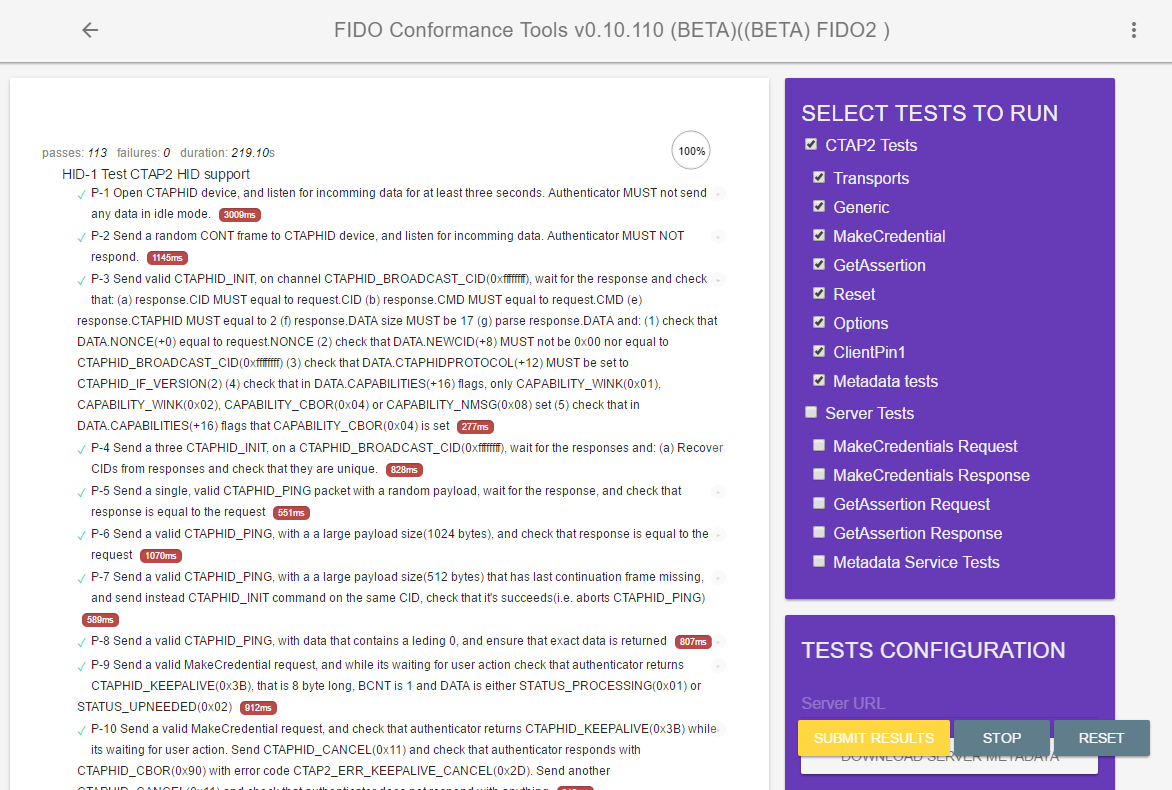 FIDO Conformance Tools v0.10.110 (BETA)((BETA) FIDO2 )
passes: 113 failures: 0 duration: 219.10s
100%
HID-1 Test CTAP2 HID support
P-1 Open CTAPHID device, and listen for incomming data for at least three seconds. Authenticator MUST not send
any data in idle mode. 3009ms
P-2 Send a random CONT frame to CTAPHID device, and listen for incomming data. Authenticator MUST NOT
respond. 1145ms
P-3 Send valid CTAPHID_INIT, on channel CTAPHID_BROADCAST_CID(0xffffffff), wait for the response and check
that: (a) response.CID MUST equal to request.CID (b) response.CMD MUST equal to request.CMD (e)
response.CTAPHID MUST equal to 2 (f) response.DATA size MUST be 17 (g) parse response.DATA and: (1) check that
DATA.NONCE(+0) equal to request.NONCE (2) check that DATA.NEWCID(+8) MUST not be 0x00 nor equal to
CTAPHID_BROADCAST_CID(0xffffffff) (3) check that DATA.CTAPHIDPROTOCOL(+12) MUST be set to
CTAPHID_IF_VERSION(2) (4) check that in DATA.CAPABILITIES(+16) flags, only CAPABILITY_WINK(0x01),
CAPABILITY_WINK(0x02), CAPABILITY_CBOR(0x04) or CAPABILITY_NMSG(0x08) set (5) check that in
DATA.CAPABILITIES(+16) flags that CAPABILITY_CBOR(0x04) is set 277ms
P-4 Send a three CTAPHID_INIT, on a CTAPHID_BROADCAST_CID(0xffffffff), wait for the responses and: (a) Recover
CIDs from responses and check that they are unique. 828ms
P-5 Send a single, valid CTAPHID_PING packet with a random payload, wait for the response, and check that
response is equal to the request 551ms
P-6 Send a valid CTAPHID_PING, with a a large payload size(1024 bytes), and check that response is equal to the
request 1070ms
P-7 Send a valid CTAPHID_PING, with a a large payload size(512 bytes) that has last continuation frame missing,
and send instead CTAPHID_INIT command on the same CID, check that it's succeeds(i.e. aborts CTAPHID_PING)
589ms
P-8 Send a valid CTAPHID_PING, with data that contains a leding 0, and ensure that exact data is returned 807ms
P-9 Send a valid MakeCredential request, and while its waiting for user action check that authenticator returns
CTAPHID_KEEPALIVE(0x3B), that is 8 byte long, BCNT is 1 and DATA is either STATUS_PROCESSING(0x01) or
STATUS_UPNEEDED(0x02) 912ms
P-10 Send a valid MakeCredential request, and check that authenticator returns CTAPHID_KEEPALIVE(0x3B) while
its waiting for user action. Send CTAPHID_CANCEL(0x11) and check that authenticator responds with
CTAPHID_CBOR(0x90) with error code CTAP2_ERR_KEEPALIVE_CANCEL(0x2D). Send another
CTAPHID_CANCEL(0x11) and check that authenticator does not respond with anything.
SELECT TESTS TO RUN
CTAP2 Tests
Transports
Generic
MakeCredential
GetAssertion
Reset
Options
ClientPin1
Metadata tests
Server Tests
MakeCredentials Request
MakeCredentials Response
GetAssertion Request
GetAssertion Response
Metadata Service Tests
TESTS CONFIGURATION
Server URL
SUBMIT RESULTS STOP RESET
DOWNLOAD SERVER METADATA